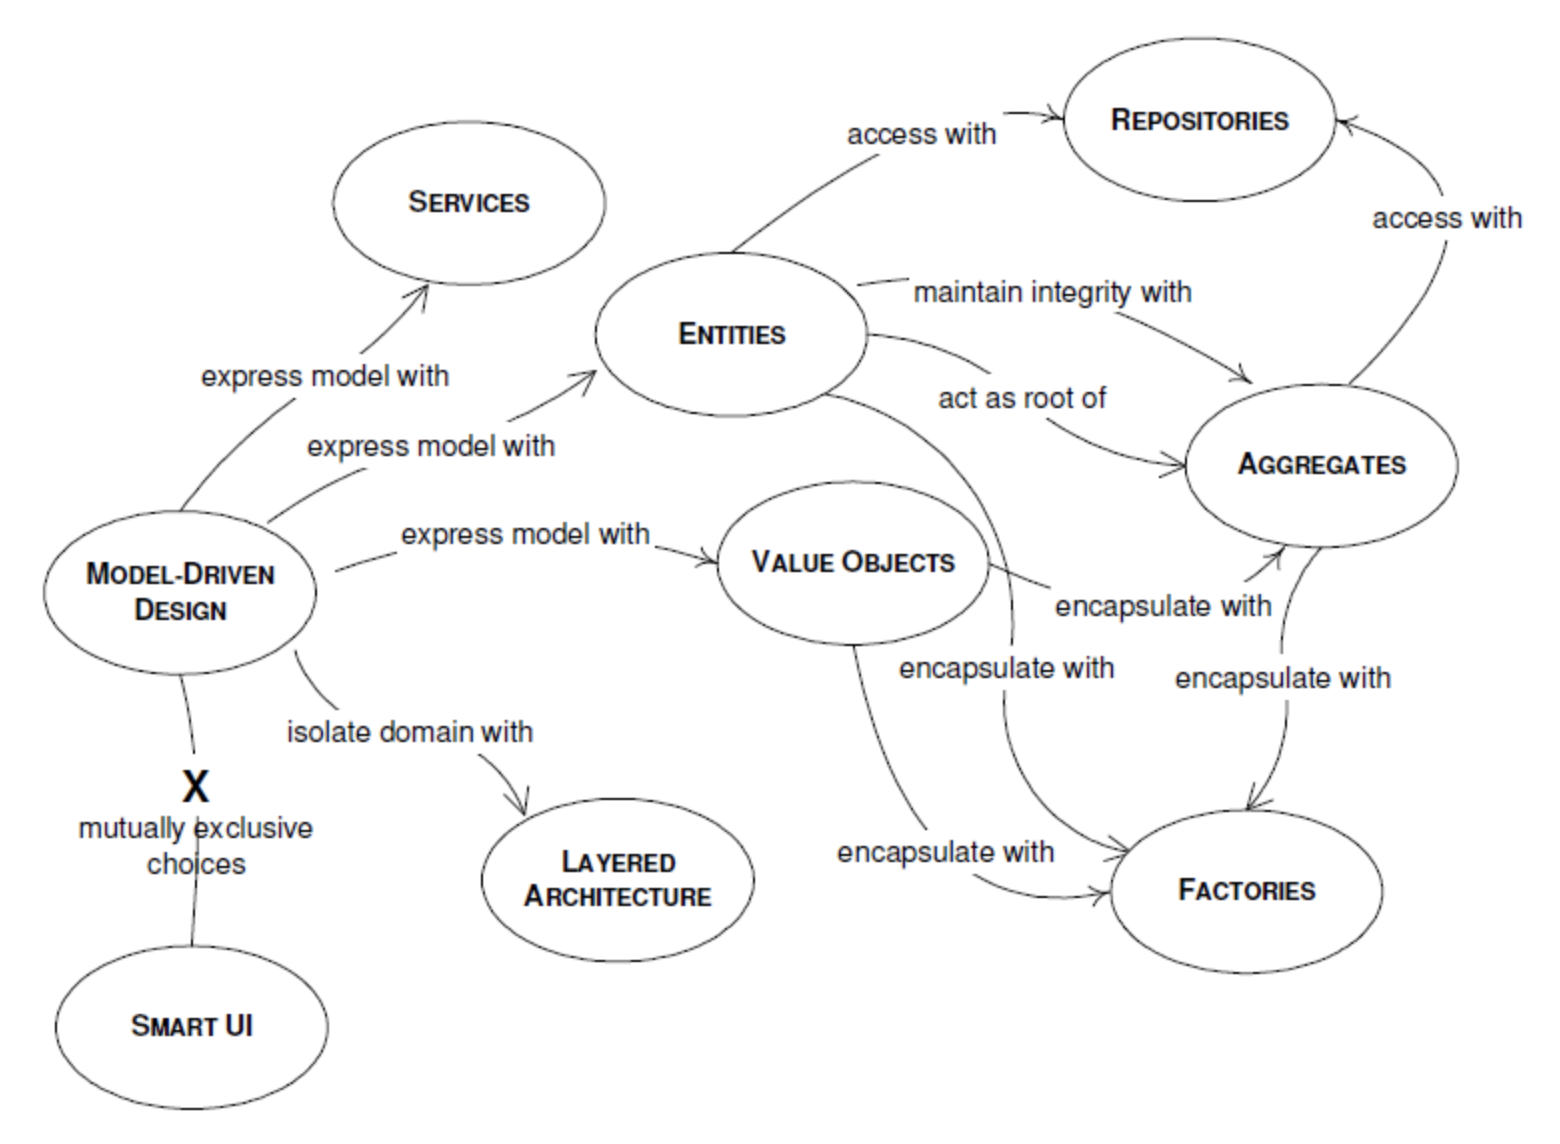 REPOSITORIES
access with
SERVICES
access with
maintain integrity with
ENTITIES
express model with
act as root of
express model with
AGGREGATES
express model with
VALUE OBJECTS
MODEL-DRIVEN
DESIGN
encapsulate with
encapsulate with
encapsulate with
isolate domain with
X
mutually exclusive
choices
encapsulate with
LAYERED
ARCHITECTURE
FACTORIES
SMART UI